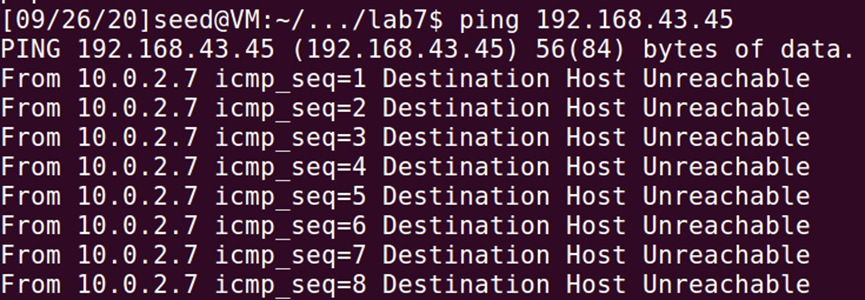 [09/26/20]seed@VM:~/.../lab7$ ping 192.168.43.45
PING 192.168.43.45 (192.168.43.45) 56(84) bytes of data.
From 10.0.2.7 icmp_seq=1 Destination Host Unreachable
From 10.0.2.7 icmp_seq=2 Destination Host Unreachable
From 10.0.2.7 icmp_seq=3 Destination Host Unreachable
From 10.0.2.7 icmp_seq=4 Destination Host Unreachable
From 10.0.2.7 icmp_seq=5 Destination Host Unreachable
From 10.0.2.7 icmp_seq=6 Destination Host Unreachable
From 10.0.2.7 icmp_seq=7 Destination Host Unreachable
From 10.0.2.7 icmp_seq=8 Destination Host Unreachable